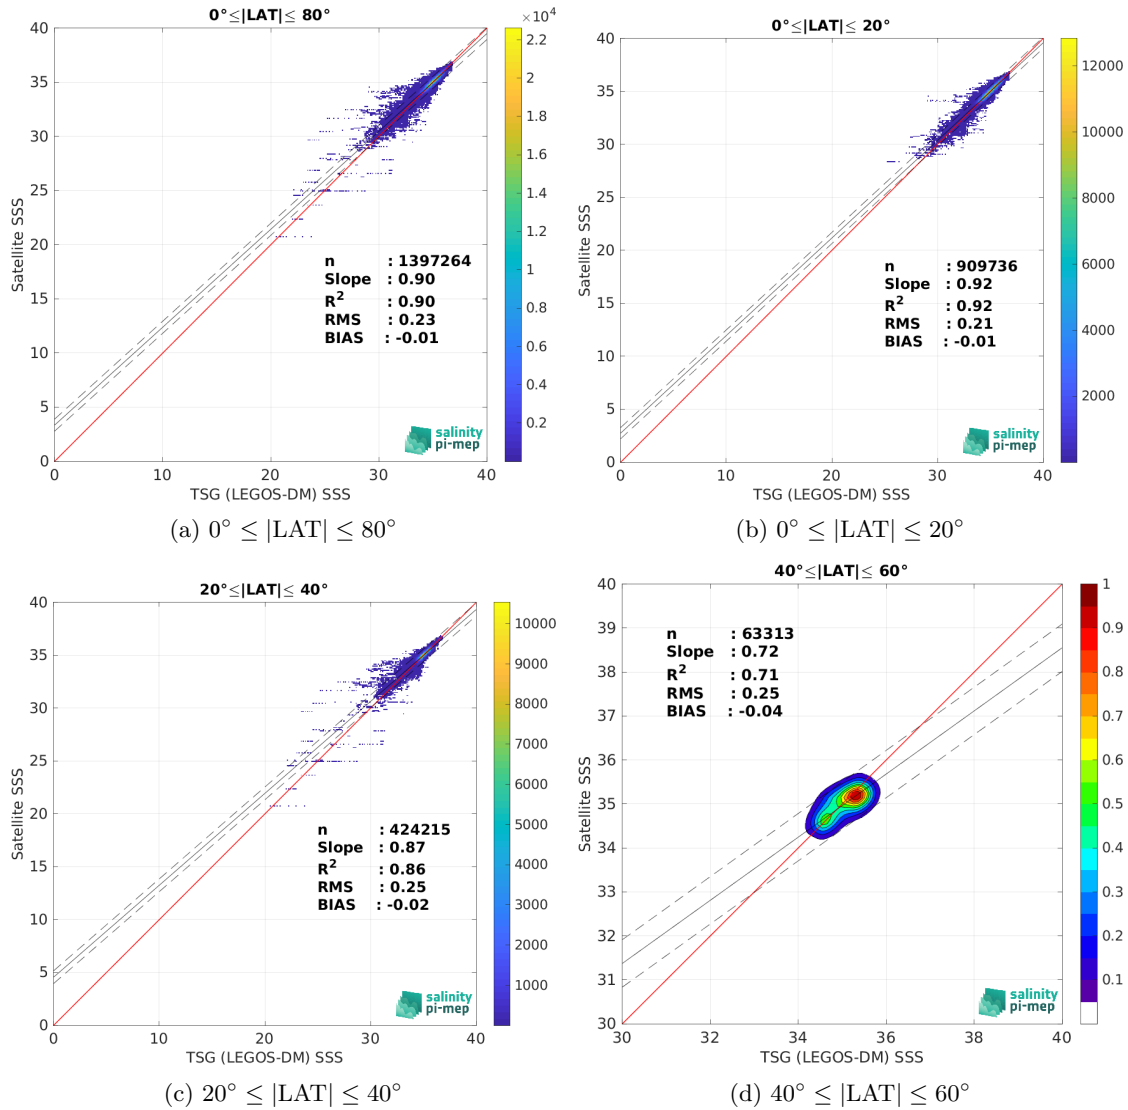 0°≤|LAT|≤ 80°
×10⁴
40
35
30
25
20
15
10
5
0
0
10
20
30
40
2.2
2
1.8
1.6
1.4
1.2
1
0.8
0.6
0.4
0.2
Satellite SSS
n : 1397264
Slope : 0.90
R² : 0.90
RMS : 0.23
BIAS : -0.01
salinity
pi-mep
TSG (LEGOS-DM) SSS
(a) 0° ≤ |LAT| ≤ 80°
0°≤|LAT|≤ 20°
40
35
30
25
20
15
10
5
0
0
10
20
30
40
12000
10000
8000
6000
4000
2000
Satellite SSS
n : 909736
Slope : 0.92
R² : 0.92
RMS : 0.21
BIAS : -0.01
salinity
pi-mep
TSG (LEGOS-DM) SSS
(b) 0° ≤ |LAT| ≤ 20°
20°≤|LAT|≤ 40°
40
35
30
25
20
15
10
5
0
0
10
20
30
40
10000
9000
8000
7000
6000
5000
4000
3000
2000
1000
Satellite SSS
n : 424215
Slope : 0.87
R² : 0.86
RMS : 0.25
BIAS : -0.02
salinity
pi-mep
TSG (LEGOS-DM) SSS
(c) 20° ≤ |LAT| ≤ 40°
40°≤|LAT|≤ 60°
40
39
38
37
36
35
34
33
32
31
30
30
32
34
36
38
40
1
0.9
0.8
0.7
0.6
0.5
0.4
0.3
0.2
0.1
Satellite SSS
n : 63313
Slope : 0.72
R² : 0.71
RMS : 0.25
BIAS : -0.04
salinity
pi-mep
TSG (LEGOS-DM) SSS
(d) 40° ≤ |LAT| ≤ 60°